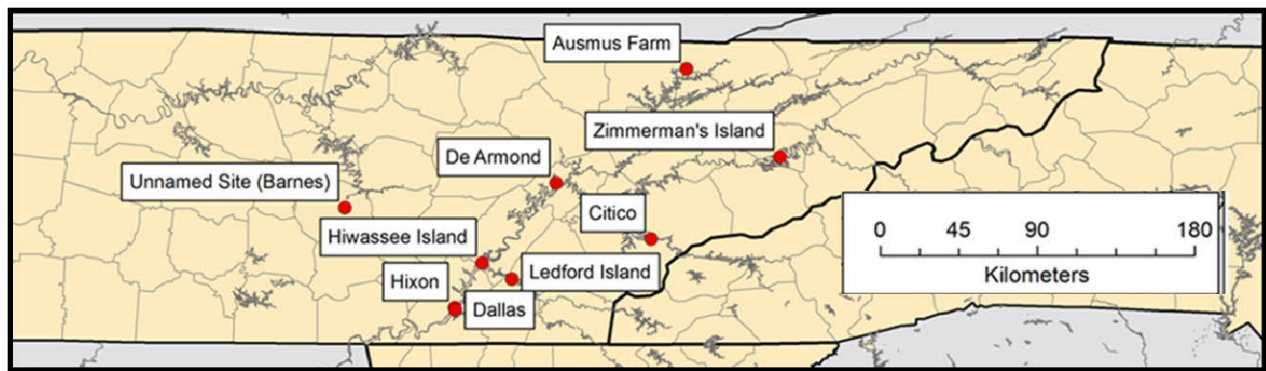 Ausmus Farm
Zimmerman's Island
De Armond
Unnamed Site (Barnes)
Citico
Hiwassee Island
Ledford Island
Hixon
Dallas
0 45 90 180
Kilometers